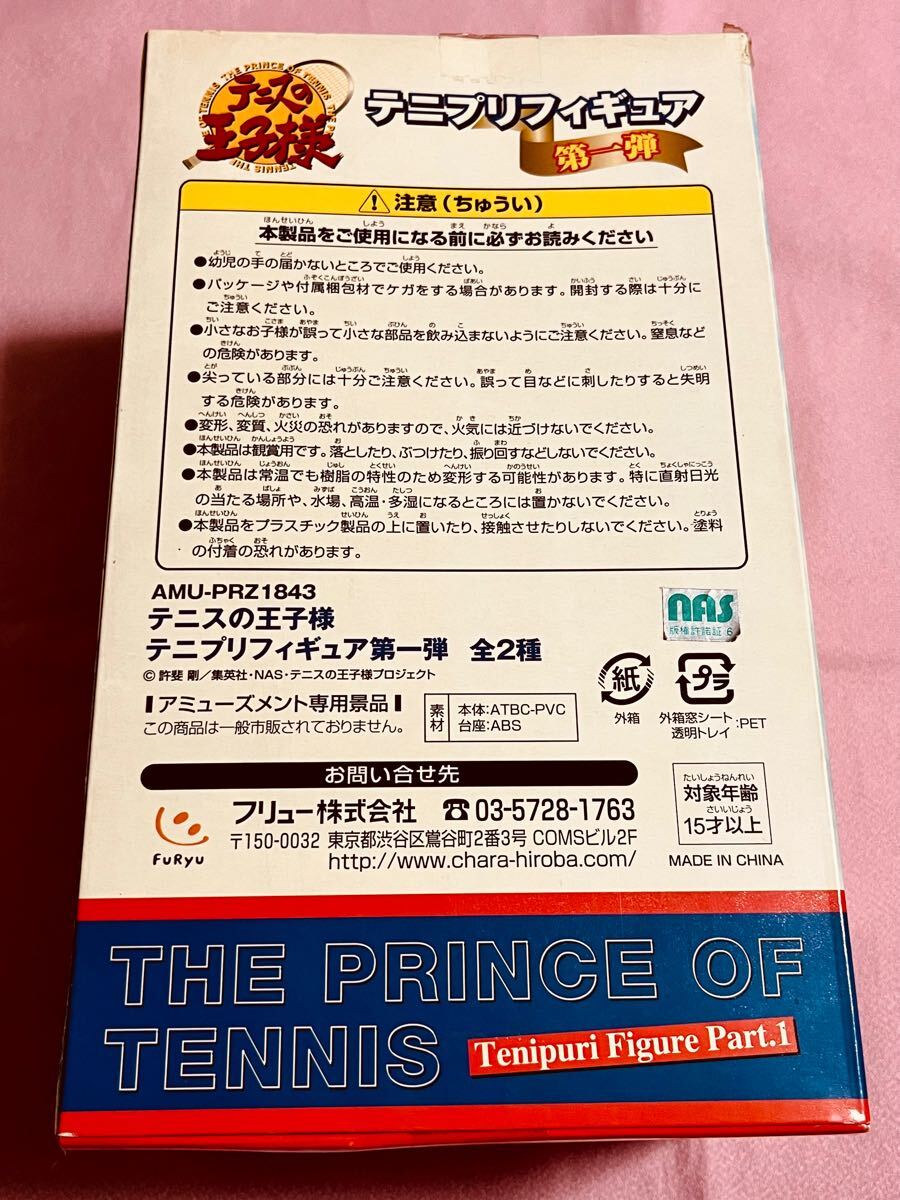 THE PRINCE OF TENNIS
テニスの
王子様
テニプリフィギュア
第一弾
注意(ちゅうい)
本製品をご使用になる前に必ずお読みください
●幼児の手の届かないところでご使用ください。
●パッケージや付属梱包材でケガをする場合があります。開封する際は十分に
ご注意ください。
●小さなお子様が誤って小さな部品を飲み込まないようにご注意ください。窒息など
の危険があります。
●尖っている部分には十分ご注意ください。誤って目などに刺したりすると失明
する危険があります。
●変形、変質、火災の恐れがありますので、火気には近づけないでください。
●本製品は観賞用です。落としたり、ぶつけたり、振り回すなどしないでください。
●本製品は常温でも樹脂の特性のため変形する可能性があります。特に直射日光
の当たる場所や、水場、高温・多湿になるところには置かないでください。
●本製品をプラスチック製品の上に置いたり、接触させたりしないでください。塗料
の付着の恐れがあります。
AMU-PRZ1843
テニスの王子様
テニプリフィギュア第一弾 全2種
© 許斐 剛/集英社・NAS・テニスの王子様プロジェクト
アミューズメント専用景品
この商品は一般市販されておりません。
素材
本体:ATBC-PVC
台座:ABS
nas
版権許諾証 6
紙
外箱
プラ
外箱窓シート
透明トレイ :PET
お問い合せ先
FuRyu
フリュー株式会社 ☎03-5728-1763
〒150-0032 東京都渋谷区鶯谷町2番3号 COMSビル2F
http://www.chara-hiroba.com/
たいしょうねんれい
対象年齢
さいいじょう
15才以上
MADE IN CHINA
THE PRINCE OF
TENNIS
Tenipuri Figure Part.1